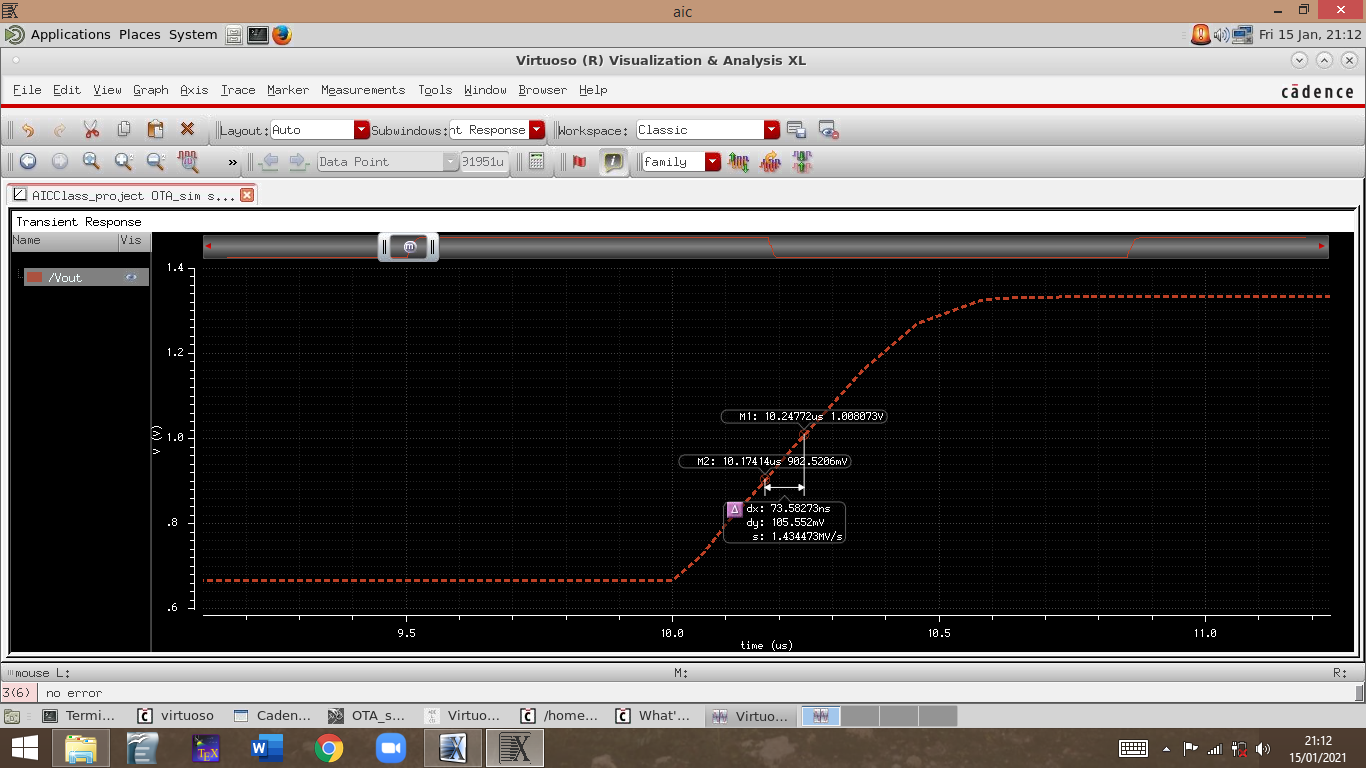 aic
Applications Places System Fri 15 Jan, 21:12
Virtuoso (R) Visualization & Analysis XL
File Edit View Graph Axis Trace Marker Measurements Tools Window Browser Help cādence
Layout: Auto Subwindows: nt Response Workspace: Classic
» Data Point 31951u family
AICClass_project OTA_sim s...
Transient Response
Name Vis
/Vout
1.4
1.2
1.0
.8
.6
V (V)
M1: 10.24772us 1.008073V
M2: 10.17414us 902.5206mV
Δ dx: 73.58273ns
dy: 105.552mV
s: 1.434473MV/s
9.5 10.0 10.5 11.0
time (us)
mouse L: M: R:
3(6) no error
Termi... virtuoso Caden... OTA_s... Virtuo... /home... What'... Virtuo...
21:12
15/01/2021